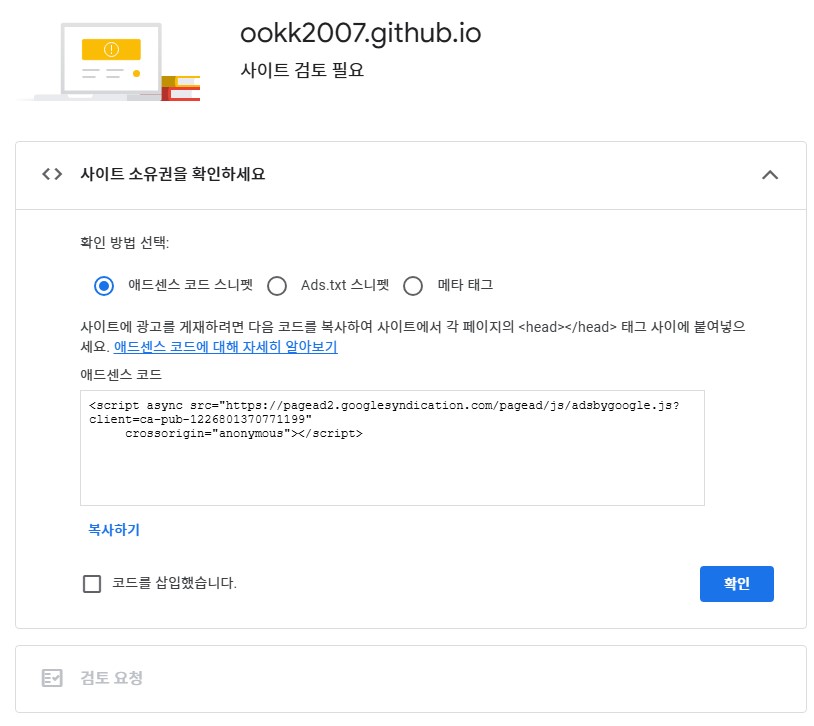 ookk2007.github.io
사이트 검토 필요
사이트 소유권을 확인하세요
확인 방법 선택:
애드센스 코드 스니펫 Ads.txt 스니펫 메타 태그
사이트에 광고를 게재하려면 다음 코드를 복사하여 사이트에서 각 페이지의 <head></head> 태그 사이에 붙여넣으
세요. 애드센스 코드에 대해 자세히 알아보기
애드센스 코드
<script async src="https://pagead2.googlesyndication.com/pagead/js/adsbygoogle.js?
client=ca-pub-1226801370771199"
     crossorigin="anonymous"></script>
복사하기
코드를 삽입했습니다.
확인
검토 요청